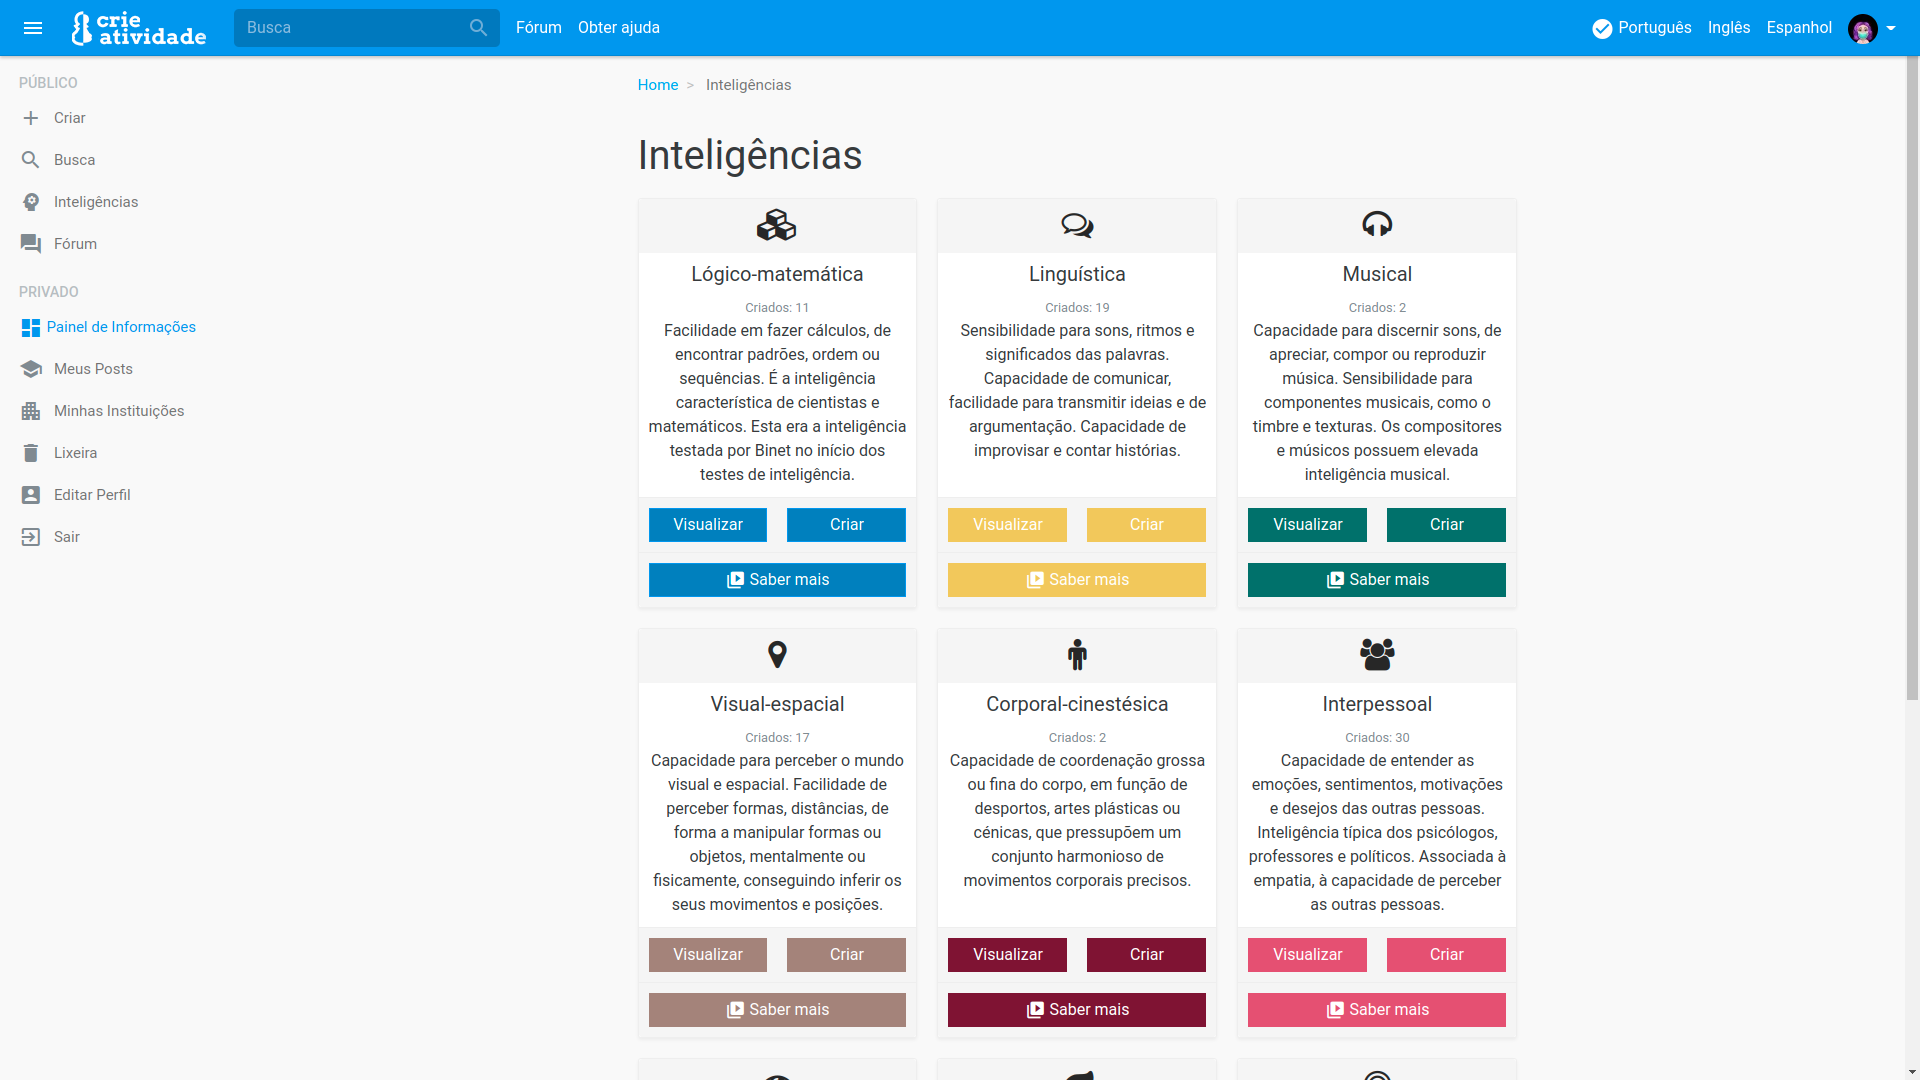 crie
atividade
Busca
Fórum
Obter ajuda
Português
Inglês
Espanhol
PÚBLICO
Criar
Busca
Inteligências
Fórum
PRIVADO
Painel de Informações
Meus Posts
Minhas Instituições
Lixeira
Editar Perfil
Sair
Home > Inteligências
Inteligências
Lógico-matemática
Criados: 11
Facilidade em fazer cálculos, de
encontrar padrões, ordem ou
sequências. É a inteligência
característica de cientistas e
matemáticos. Esta era a inteligência
testada por Binet no início dos
testes de inteligência.
Visualizar
Criar
Saber mais
Linguística
Criados: 19
Sensibilidade para sons, ritmos e
significados das palavras.
Capacidade de comunicar,
facilidade para transmitir ideias e de
argumentação. Capacidade de
improvisar e contar histórias.
Visualizar
Criar
Saber mais
Musical
Criados: 2
Capacidade para discernir sons, de
apreciar, compor ou reproduzir
música. Sensibilidade para
componentes musicais, como o
timbre e texturas. Os compositores
e músicos possuem elevada
inteligência musical.
Visualizar
Criar
Saber mais
Visual-espacial
Criados: 17
Capacidade para perceber o mundo
visual e espacial. Facilidade de
perceber formas, distâncias, de
forma a manipular formas ou
objetos, mentalmente ou
fisicamente, conseguindo inferir os
seus movimentos e posições.
Visualizar
Criar
Saber mais
Corporal-cinestésica
Criados: 2
Capacidade de coordenação grossa
ou fina do corpo, em função de
desportos, artes plásticas ou
cénicas, que pressupõem um
conjunto harmonioso de
movimentos corporais precisos.
Visualizar
Criar
Saber mais
Interpessoal
Criados: 30
Capacidade de entender as
emoções, sentimentos, motivações
e desejos das outras pessoas.
Inteligência típica dos psicólogos,
professores e políticos. Associada à
empatia, à capacidade de perceber
as outras pessoas.
Visualizar
Criar
Saber mais